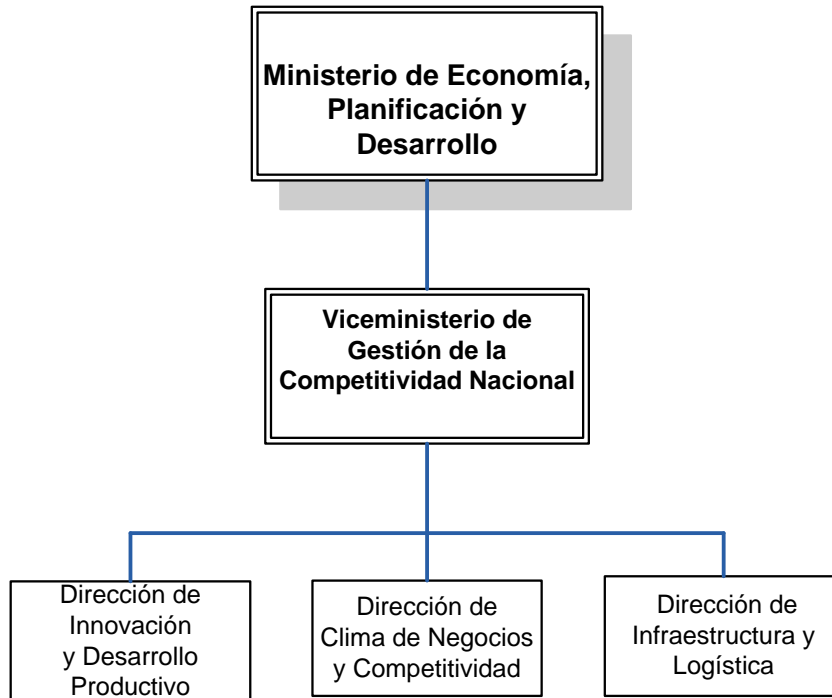 Ministerio de Economía,
Planificación y
Desarrollo
Viceministerio de
Gestión de la
Competitividad Nacional
Dirección de
Innovación
y Desarrollo
Productivo
Dirección de
Clima de Negocios
y Competitividad
Dirección de
Infraestructura y
Logística